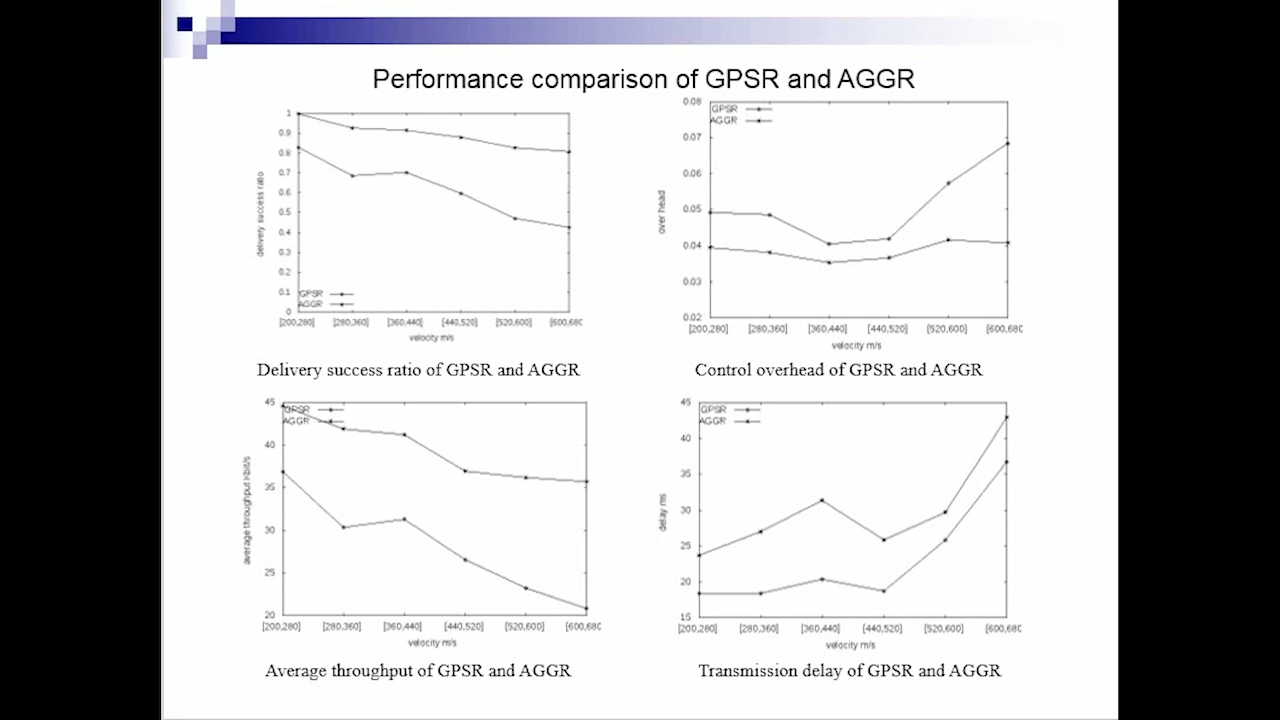 Performance comparison of GPSR and AGGR
1
0.9
0.8
0.7
0.6
0.5
0.4
0.3
0.2
0.1
0
delivery success ratio
GPSR
AGGR
[200,280] [280,360] [360,440] [440,520] [520,600] [600,680
velocity m/s
Delivery success ratio of GPSR and AGGR
0.08
0.07
0.06
0.05
0.04
0.03
0.02
over head
GPSR
AGGR
[200,280] [280,360] [360,440] [440,520] [520,600] [600,680
velocity m/s
Control overhead of GPSR and AGGR
45
40
35
30
25
20
average throughput Kbit/s
GPSR
AGGR
[200,280] [280,360] [360,440] [440,520] [520,600] [600,680
velocity m/s
Average throughput of GPSR and AGGR
45
40
35
30
25
20
15
delay ms
GPSR
AGGR
[200,280] [280,360] [360,440] [440,520] [520,600] [600,680
velocity m/s
Transmission delay of GPSR and AGGR